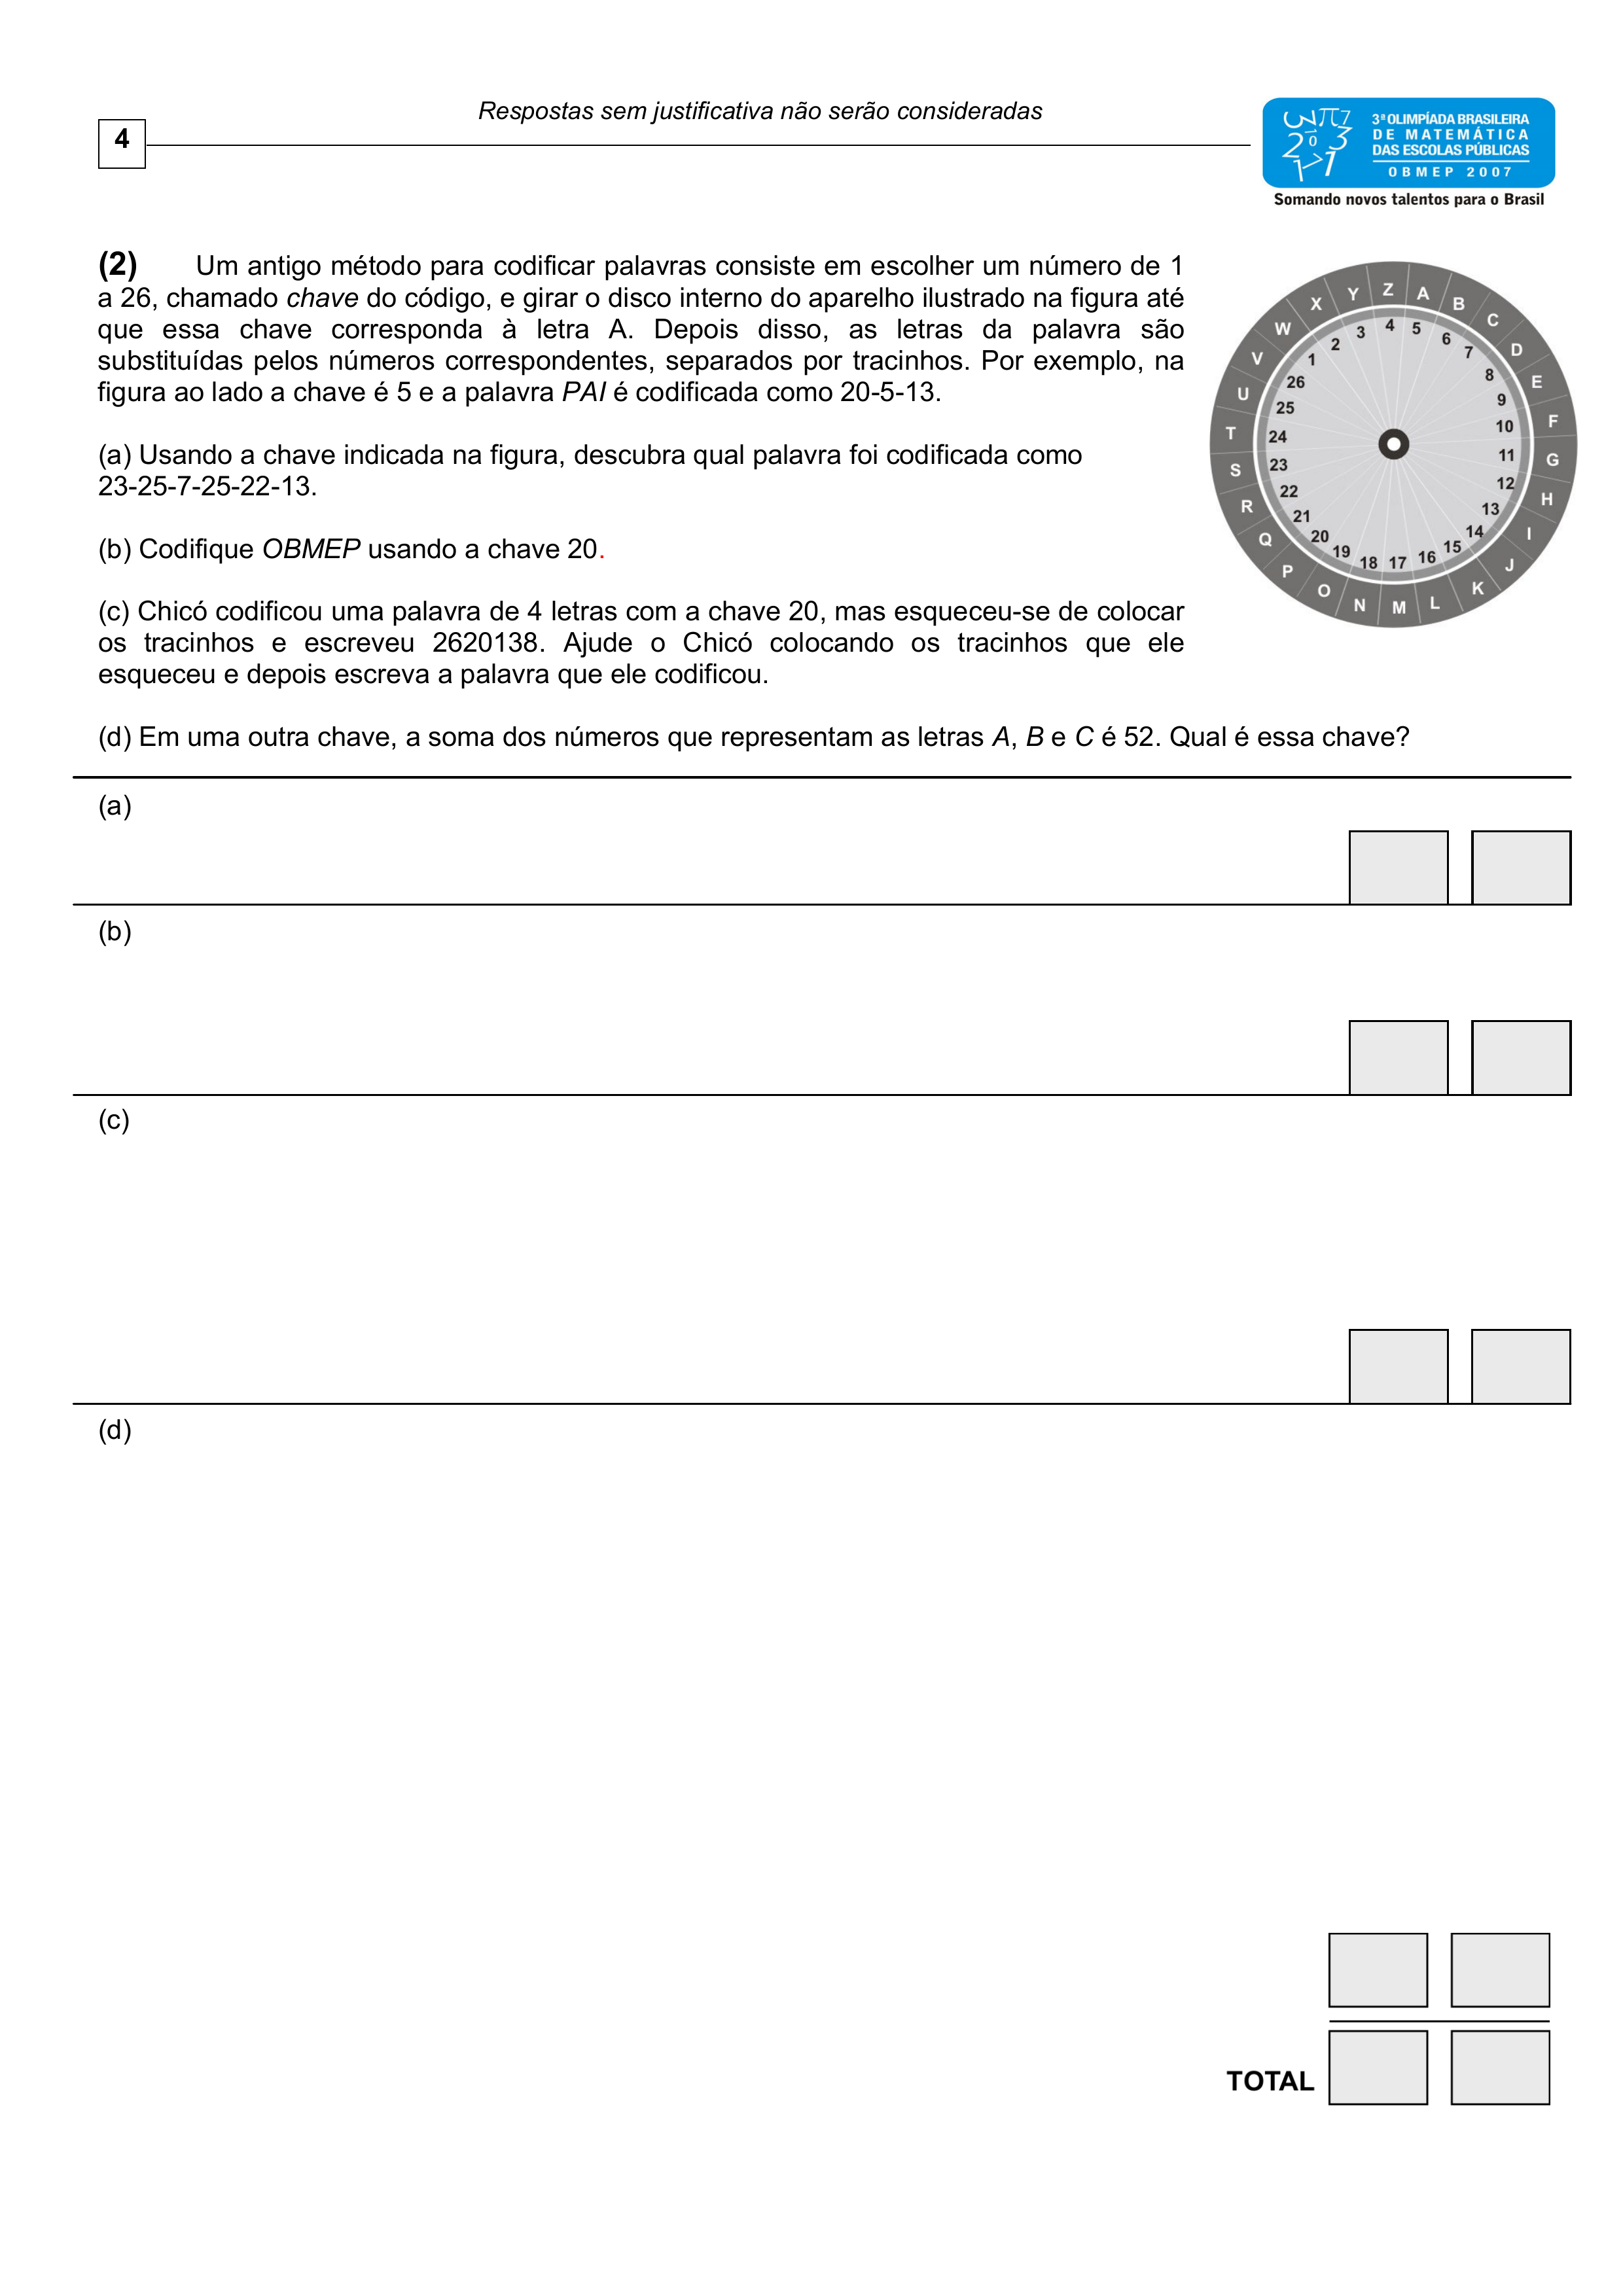 Respostas sem justificativa não serão consideradas
4
3ª OLIMPÍADA BRASILEIRA
DE MATEMÁTICA
DAS ESCOLAS PÚBLICAS
OBMEP 2007
Somando novos talentos para o Brasil
(2) Um antigo método para codificar palavras consiste em escolher um número de 1
a 26, chamado chave do código, e girar o disco interno do aparelho ilustrado na figura até
que essa chave corresponda à letra A. Depois disso, as letras da palavra são
substituídas pelos números correspondentes, separados por tracinhos. Por exemplo, na
figura ao lado a chave é 5 e a palavra PAI é codificada como 20-5-13.
(a) Usando a chave indicada na figura, descubra qual palavra foi codificada como
23-25-7-25-22-13.
(b) Codifique OBMEP usando a chave 20.
(c) Chicó codificou uma palavra de 4 letras com a chave 20, mas esqueceu-se de colocar
os tracinhos e escreveu 2620138. Ajude o Chicó colocando os tracinhos que ele
esqueceu e depois escreva a palavra que ele codificou.
(d) Em uma outra chave, a soma dos números que representam as letras A, B e C é 52. Qual é essa chave?
A B C D E F G H I J K L M N O P Q R S T U V W X Y Z
5 6 7 8 9 10 11 12 13 14 15 16 17 18 19 20 21 22 23 24 25 26 1 2 3 4
(a)
(b)
(c)
(d)
TOTAL